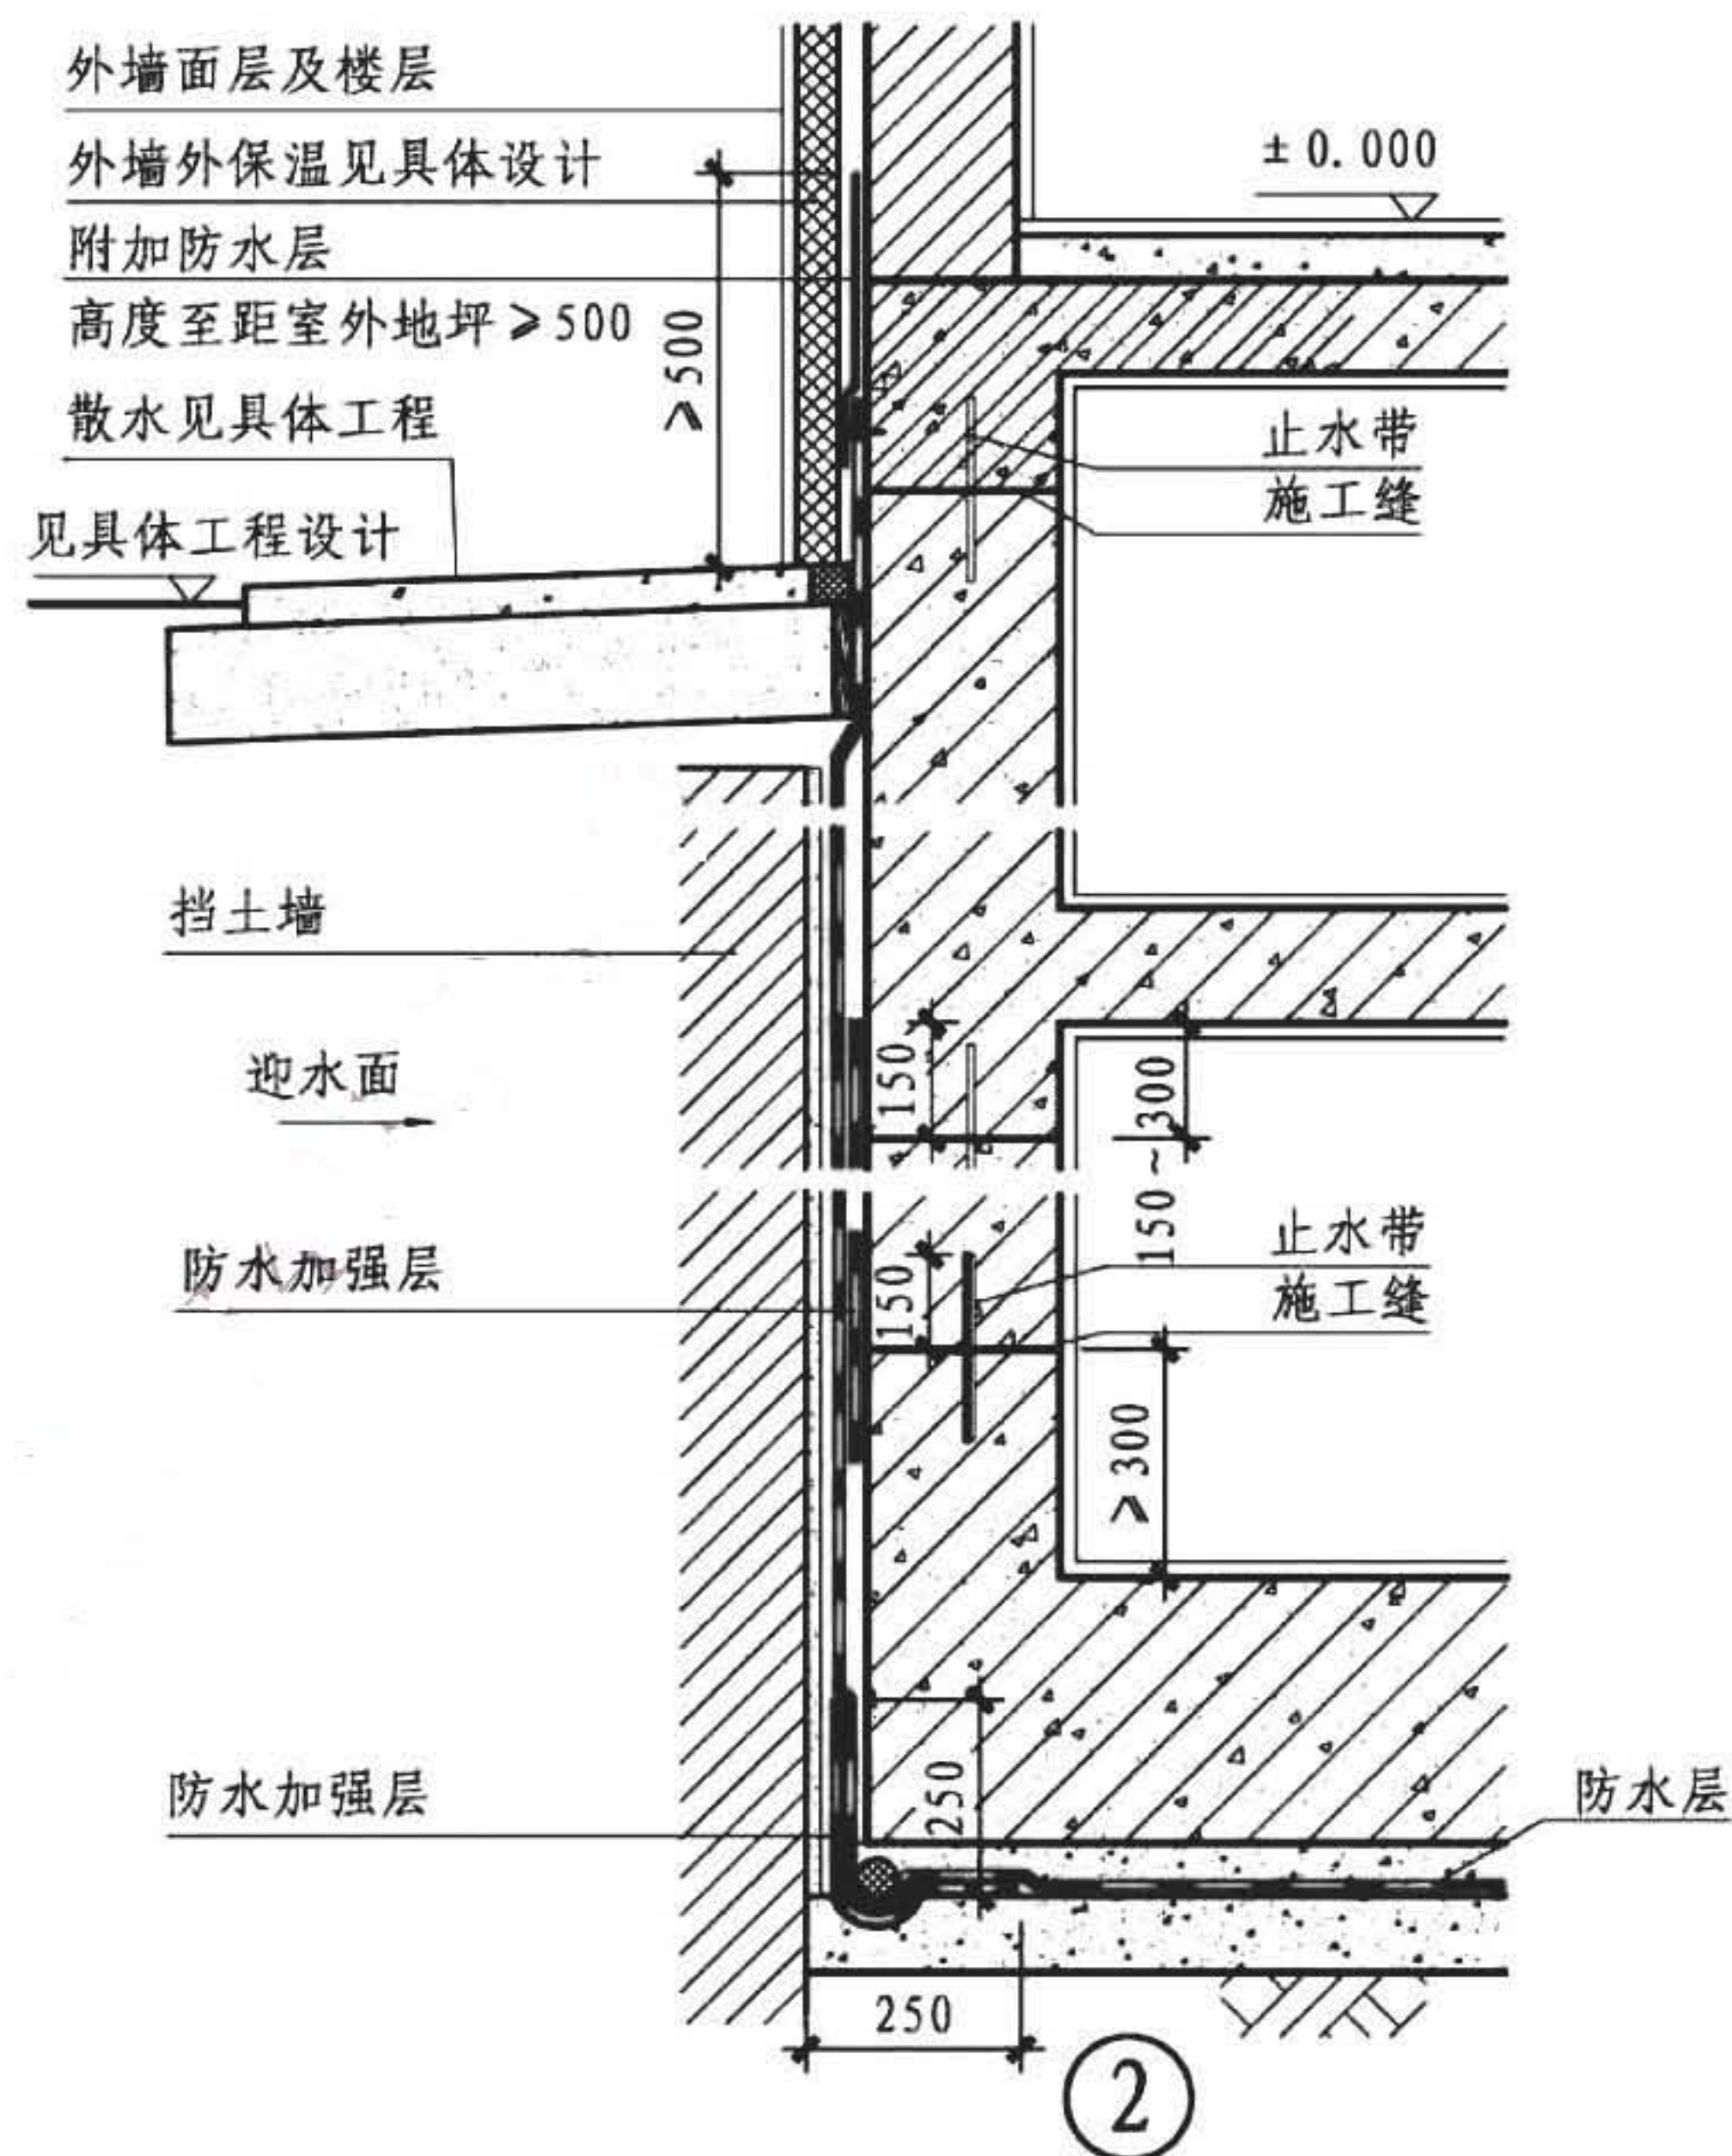 外墙面层及楼层
外墙外保温见具体设计
附加防水层
高度至距室外地坪≥500
散水见具体工程
见具体工程设计
≥500
±0.000
止水带
施工缝
挡土墙
迎水面
150
150~300
防水加强层
150
止水带
施工缝
≥300
防水加强层
250
防水层
250
2